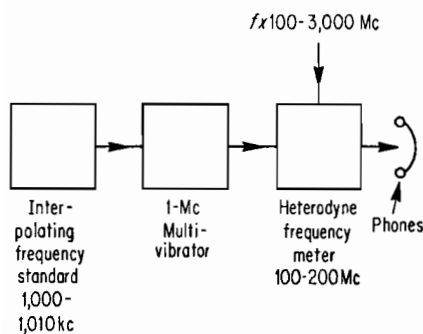 fx100-3,000 Mc
Inter-
polating
frequency
standard
1,000-
1,010 kc
1-Mc
Multi-
vibrator
Heterodyne
frequency
meter
100-200Mc
Phones